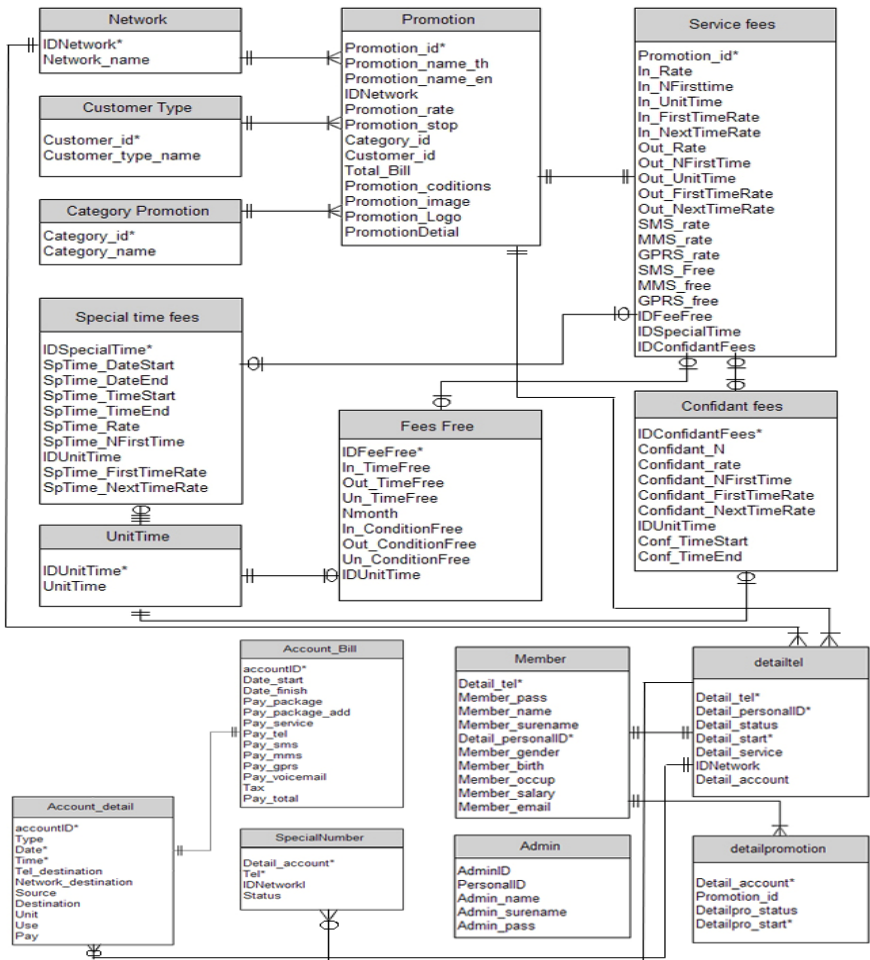 Network
IDNetwork*
Network_name
Promotion
Promotion_id*
Promotion_name_th
Promotion_name_en
IDNetwork
Promotion_rate
Promotion_stop
Category_id
Customer_id
Total_Bill
Promotion_coditions
Promotion_image
Promotion_Logo
PromotionDetial
Service fees
Promotion_id*
In_Rate
In_NFirsttime
In_UnitTime
In_FirstTimeRate
In_NextTimeRate
Out_Rate
Out_NFirstTime
Out_UnitTime
Out_FirstTimeRate
Out_NextTimeRate
SMS_rate
MMS_rate
GPRS_rate
SMS_Free
MMS_free
GPRS_free
IDFeeFree
IDSpecialTime
IDConfidantFees
Customer Type
Customer_id*
Customer_type_name
Category Promotion
Category_id*
Category_name
Special time fees
IDSpecialTime*
SpTime_DateStart
SpTime_DateEnd
SpTime_TimeStart
SpTime_TimeEnd
SpTime_Rate
SpTime_NFirstTime
IDUnitTime
SpTime_FirstTimeRate
SpTime_NextTimeRate
Fees Free
IDFeeFree*
In_TimeFree
Out_TimeFree
Un_TimeFree
Nmonth
In_ConditionFree
Out_ConditionFree
Un_ConditionFree
IDUnitTime
Confidant fees
IDConfidantFees*
Confidant_N
Confidant_rate
Confidant_NFirstTime
Confidant_FirstTimeRate
Confidant_NextTimeRate
IDUnitTime
Conf_TimeStart
Conf_TimeEnd
UnitTime
IDUnitTime*
UnitTime
Account_Bill
accountID*
Date_start
Date_finish
Pay_package
Pay_package_add
Pay_service
Pay_tel
Pay_sms
Pay_mms
Pay_gprs
Pay_voicemail
Tax
Pay_total
Member
Detail_tel*
Member_pass
Member_name
Member_surename
Detail_personalID*
Member_gender
Member_birth
Member_occup
Member_salary
Member_email
detailtel
Detail_tel*
Detail_personalID*
Detail_status
Detail_start*
Detail_service
IDNetwork
Detail_account
Account_detail
accountID*
Type
Date*
Time*
Tel_destination
Network_destination
Source
Destination
Unit
Use
Pay
SpecialNumber
Detail_account*
Tel*
IDNetworkI
Status
Admin
AdminID
PersonalID
Admin_name
Admin_surename
Admin_pass
detailpromotion
Detail_account*
Promotion_id
Detailpro_status
Detailpro_start*